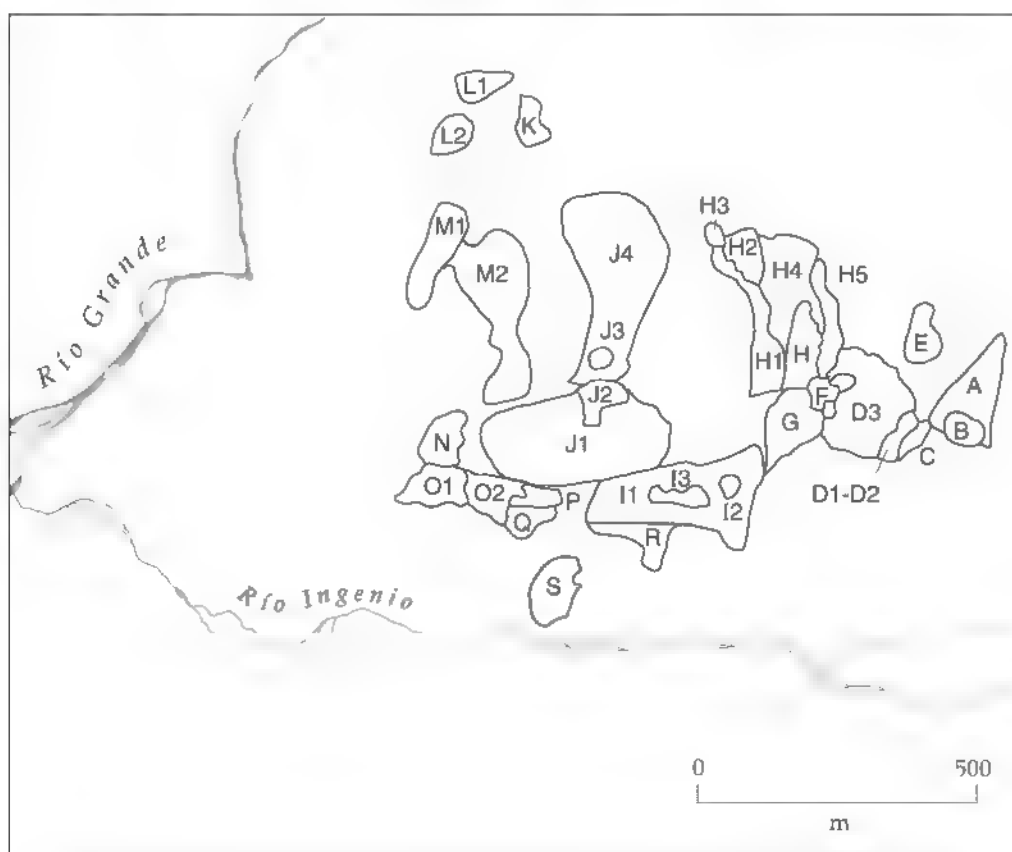 L1
L2
K
M1
M2
J4
J3
J2
J1
H3
H2
H4
H5
H1
H
E
A
B
C
F
G
D3
D1-D2
N
O1
O2
P
Q
I1
I3
I2
R
S
Río Grande
Río Ingenio
0 500
m